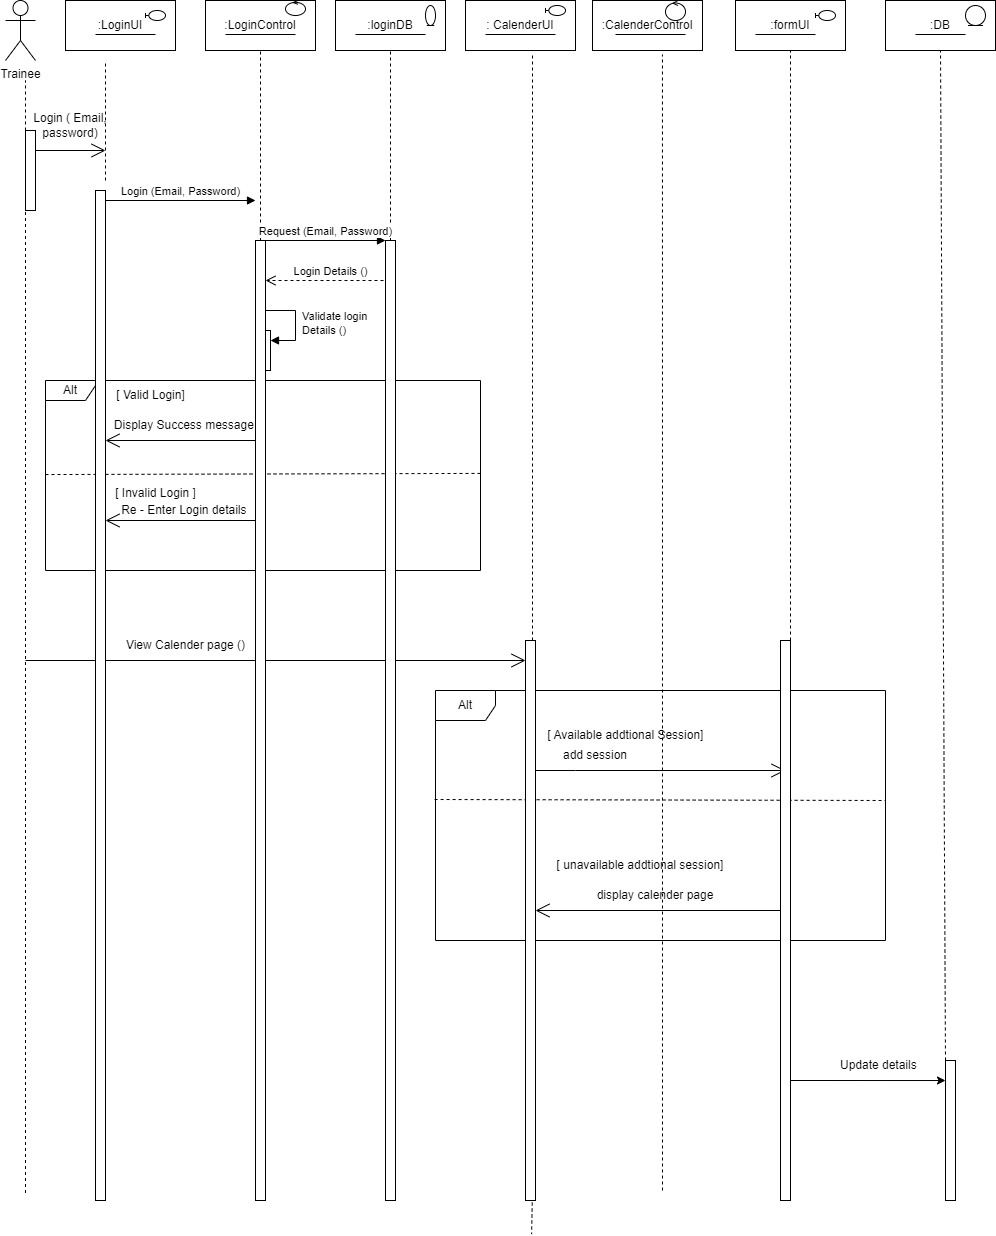 :LoginUI
:LoginControl
:loginDB
: CalenderUI
:CalenderControl
:formUI
:DB
Trainee
Login ( Email,
password)
Login (Email, Password)
Request (Email, Password)
Login Details ()
Validate login
Details ()
Alt
[ Valid Login]
Display Success message
[ Invalid Login ]
Re - Enter Login details
View Calender page ()
Alt
[ Available addtional Session]
add session
[ unavailable addtional session]
display calender page
Update details